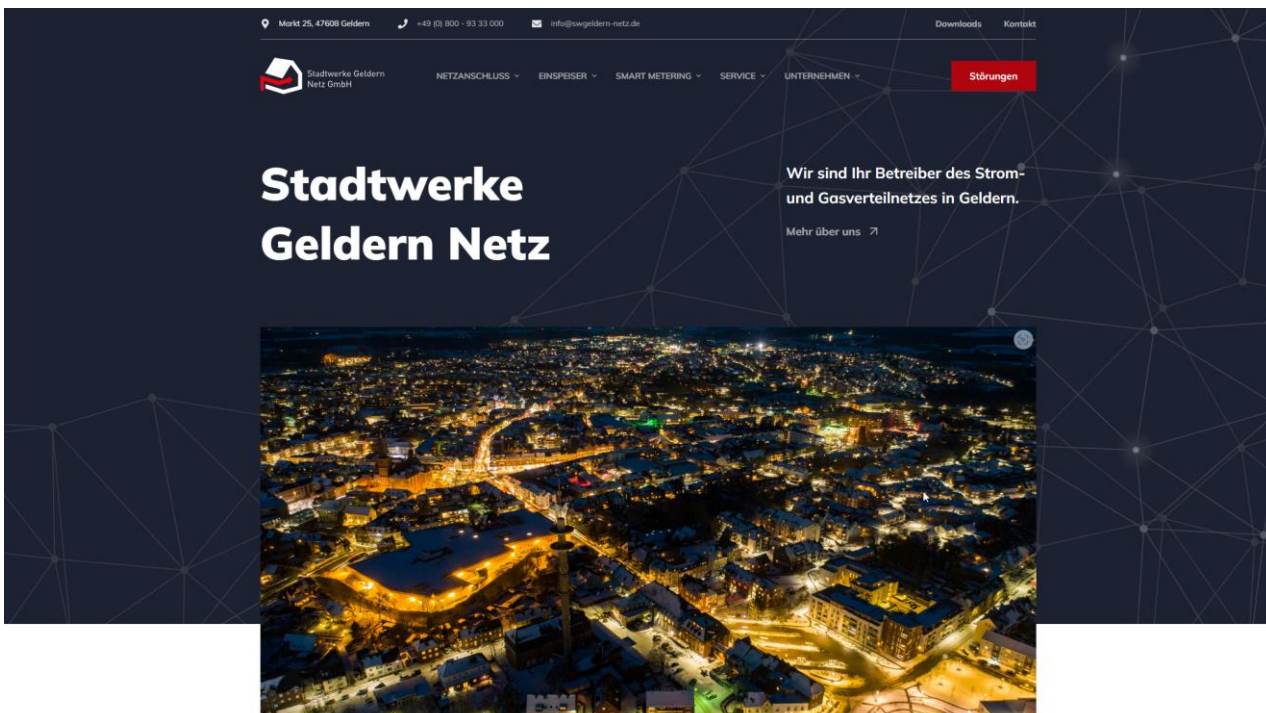 Markt 25, 47608 Geldern +49 (0) 800 - 93 33 000 info@swgeldern-netz.de Downloads Kontakt
Stadtwerke Geldern
Netz GmbH
NETZANSCHLUSS EINSPEISER SMART METERING SERVICE UNTERNEHMEN Störungen
Stadtwerke
Geldern Netz
Wir sind Ihr Betreiber des Strom-
und Gasverteilnetzes in Geldern.
Mehr über uns